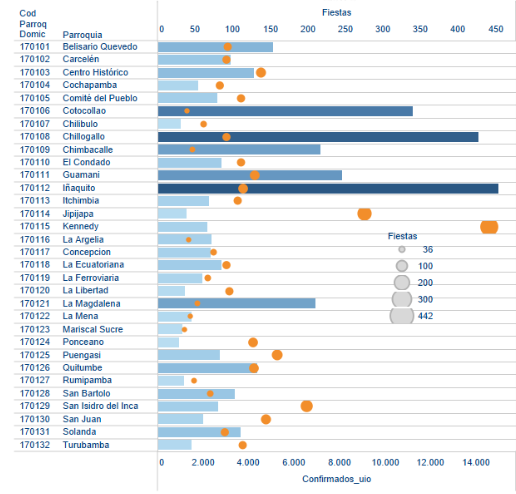 Cod Parroq Domic Parroquia Fiestas
0 50 100 150 200 250 300 350 400 450
170101 Belisario Quevedo
170102 Carcelén
170103 Centro Histórico
170104 Cochapamba
170105 Comité del Pueblo
170106 Cotocollao
170107 Chilibulo
170108 Chillogallo
170109 Chimbacalle
170110 El Condado
170111 Guamani
170112 Iñaquito
170113 Itchimbia
170114 Jipijapa
170115 Kennedy
170116 La Argelia
170117 Concepcion
170118 La Ecuatoriana
170119 La Ferroviaria
170120 La Libertad
170121 La Magdalena
170122 La Mena
170123 Mariscal Sucre
170124 Ponceano
170125 Puengasi
170126 Quitumbe
170127 Rumipamba
170128 San Bartolo
170129 San Isidro del Inca
170130 San Juan
170131 Solanda
170132 Turubamba
Fiestas
36
100
200
300
442
0 2.000 4.000 6.000 8.000 10.000 12.000 14.000
Confirmados_uio